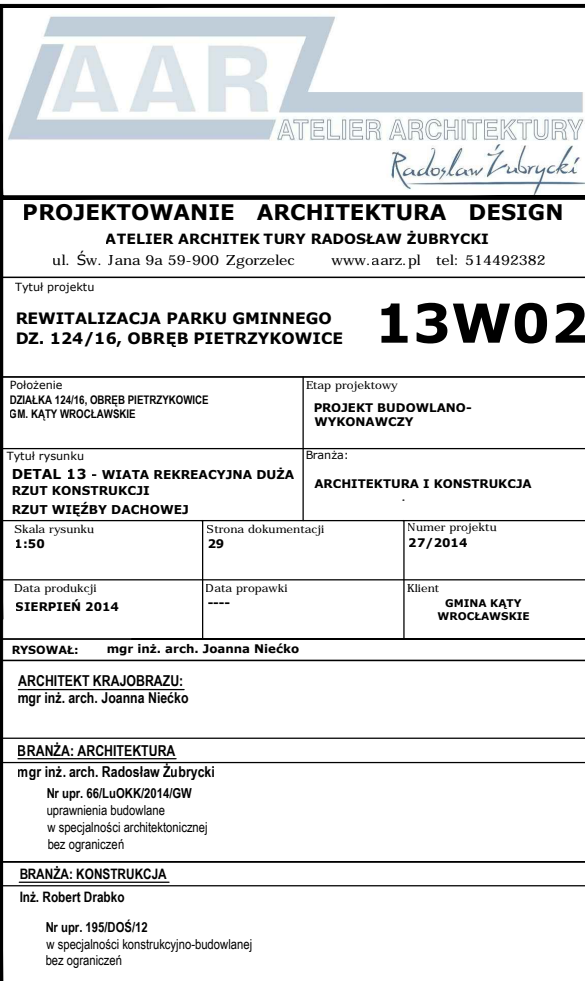 AARZ
ATELIER ARCHITEKTURY
Radosław Żubrycki
PROJEKTOWANIE ARCHITEKTURA DESIGN
ATELIER ARCHITEK TURY RADOSŁAW ŻUBRYCKI
ul. Św. Jana 9a 59-900 Zgorzelec www.aarz.pl tel: 514492382
Tytuł projektu
REWITALIZACJA PARKU GMINNEGO
DZ. 124/16, OBRĘB PIETRZYKOWICE
13W02
Położenie
DZIAŁKA 124/16, OBRĘB PIETRZYKOWICE
GM. KĄTY WROCŁAWSKIE
Etap projektowy
PROJEKT BUDOWLANO-
WYKONAWCZY
Tytuł rysunku
DETAL 13 - WIATA REKREACYJNA DUŻA
RZUT KONSTRUKCJI
RZUT WIĘŹBY DACHOWEJ
Branża:
ARCHITEKTURA I KONSTRUKCJA
.
Skala rysunku
1:50
Strona dokumentacji
29
Numer projektu
27/2014
Data produkcji
SIERPIEŃ 2014
Data propawki
----
Klient
GMINA KĄTY
WROCŁAWSKIE
RYSOWAŁ: mgr inż. arch. Joanna Niećko
ARCHITEKT KRAJOBRAZU:
mgr inż. arch. Joanna Niećko
BRANŻA: ARCHITEKTURA
mgr inż. arch. Radosław Żubrycki
Nr upr. 66/LuOKK/2014/GW
uprawnienia budowlane
w specjalności architektonicznej
bez ograniczeń
BRANŻA: KONSTRUKCJA
Inż. Robert Drabko
Nr upr. 195/DOŚ/12
w specjalności konstrukcyjno-budowlanej
bez ograniczeń